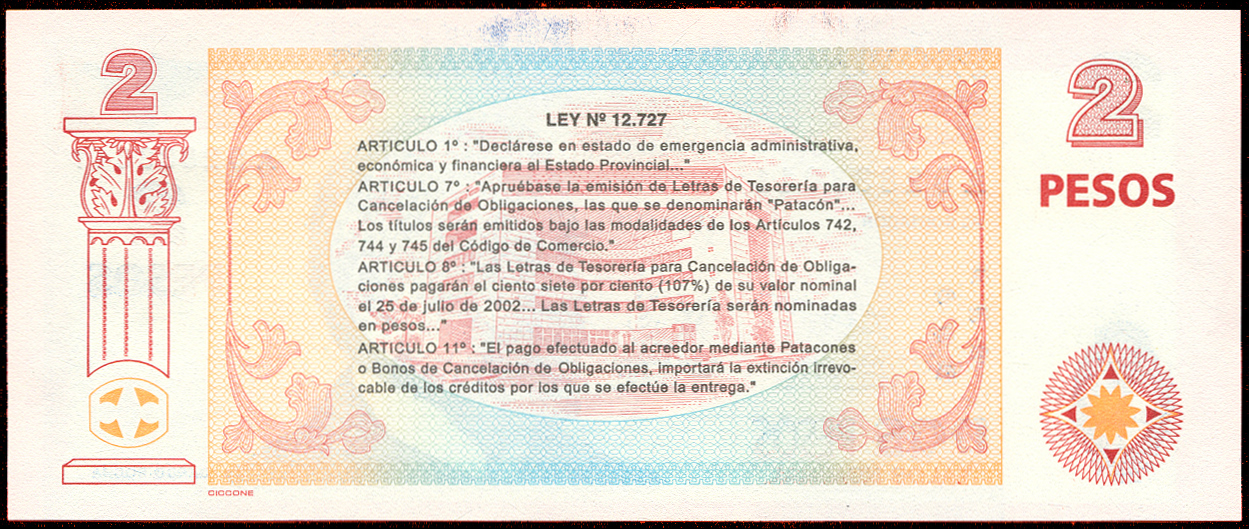 2
2
PESOS
LEY Nº 12.727
ARTICULO 1º : "Declárese en estado de emergencia administrativa,
económica y financiera al Estado Provincial..."
ARTICULO 7º : "Apruébase la emisión de Letras de Tesorería para
Cancelación de Obligaciones, las que se denominarán "Patacón",..
Los títulos serán emitidos bajo las modalidades de los Artículos 742,
744 y 745 del Código de Comercio."
ARTICULO 8º : "Las Letras de Tesorería para Cancelación de Obliga-
ciones pagarán el ciento siete por ciento (107%) de su valor nominal
el 25 de julio de 2002... Las Letras de Tesorería serán nominadas
en pesos..."
ARTICULO 11º : "El pago efectuado al acreedor mediante Patacones
o Bonos de Cancelación de Obligaciones, importará la extinción irrevo-
cable de los créditos por los que se efectúe la entrega."
CICCONE